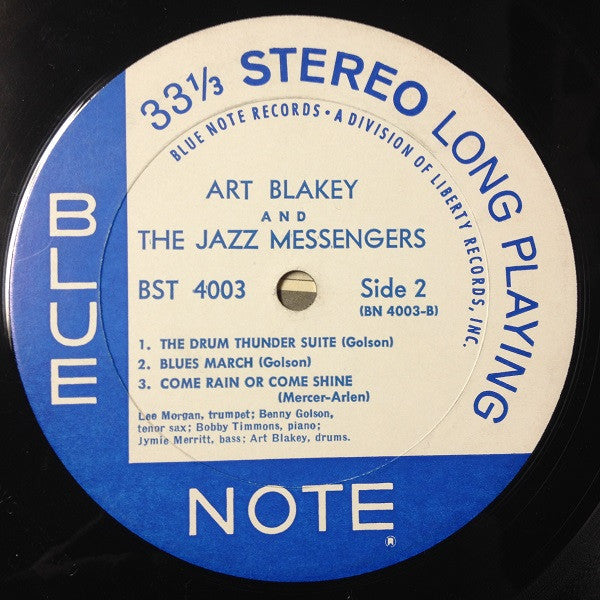 33⅓ STEREO LONG PLAYING
BLUE NOTE RECORDS • A DIVISION OF LIBERTY RECORDS, INC.
ART BLAKEY
AND
THE JAZZ MESSENGERS
BST 4003 Side 2
(BN 4003-B)
1. THE DRUM THUNDER SUITE (Golson)
2. BLUES MARCH (Golson)
3. COME RAIN OR COME SHINE
(Mercer-Arlen)
Lee Morgan, trumpet; Benny Golson,
tenor sax; Bobby Timmons, piano;
Jymie Merritt, bass; Art Blakey, drums.
BLUE
NOTE ®